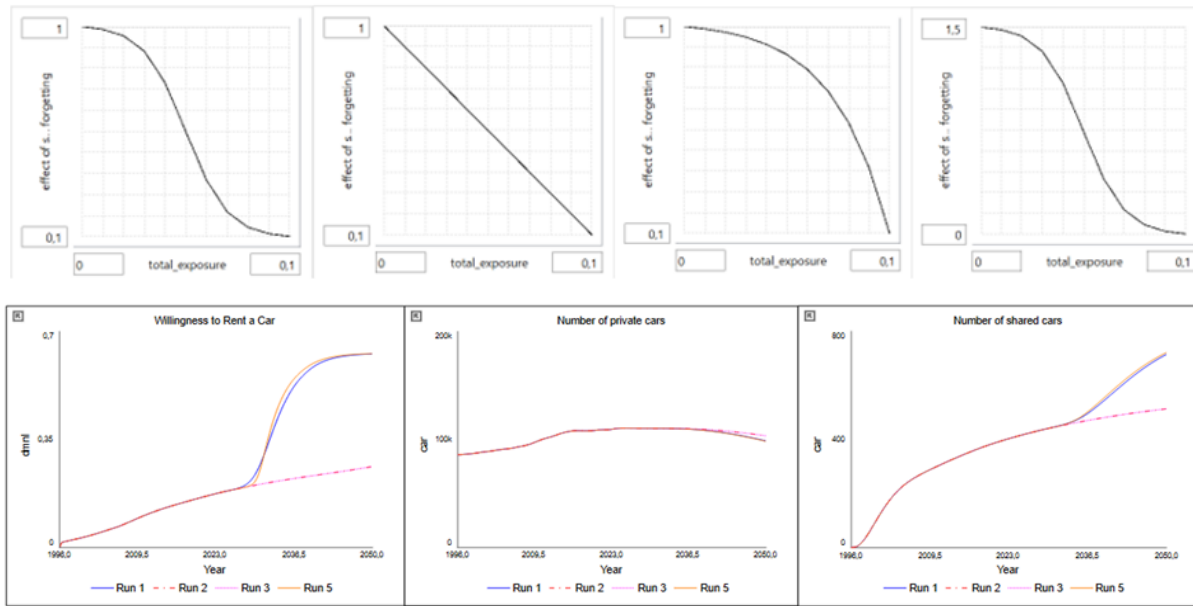 1
effect of s... forgetting
0,1
0
total_exposure
0,1
1
effect of s... forgetting
0,1
0
total_exposure
0,1
1
effect of s... forgetting
0,1
0
total_exposure
0,1
1,5
effect of s... forgetting
0
0
total_exposure
0,1
Willingness to Rent a Car
0,7
dmnl
0,35
0
1996,0 2009,5 2023,0 2036,5 2050,0
Year
Run 1 Run 2 Run 3 Run 5
Number of private cars
200k
car
100k
0
1996,0 2009,5 2023,0 2036,5 2050,0
Year
Run 1 Run 2 Run 3 Run 5
Number of shared cars
800
car
400
0
1996,0 2009,5 2023,0 2036,5 2050,0
Year
Run 1 Run 2 Run 3 Run 5